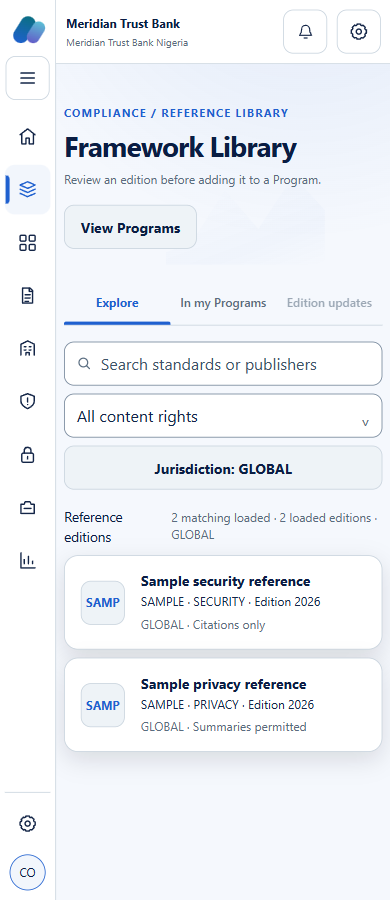 Meridian Trust Bank
Meridian Trust Bank Nigeria
COMPLIANCE / REFERENCE LIBRARY
Framework Library
Review an edition before adding it to a Program.
View Programs
Explore
In my Programs
Edition updates
Search standards or publishers
All content rights
v
Jurisdiction: GLOBAL
Reference editions
2 matching loaded · 2 loaded editions ·
GLOBAL
SAMP
Sample security reference
SAMPLE · SECURITY · Edition 2026
GLOBAL · Citations only
SAMP
Sample privacy reference
SAMPLE · PRIVACY · Edition 2026
GLOBAL · Summaries permitted
CO